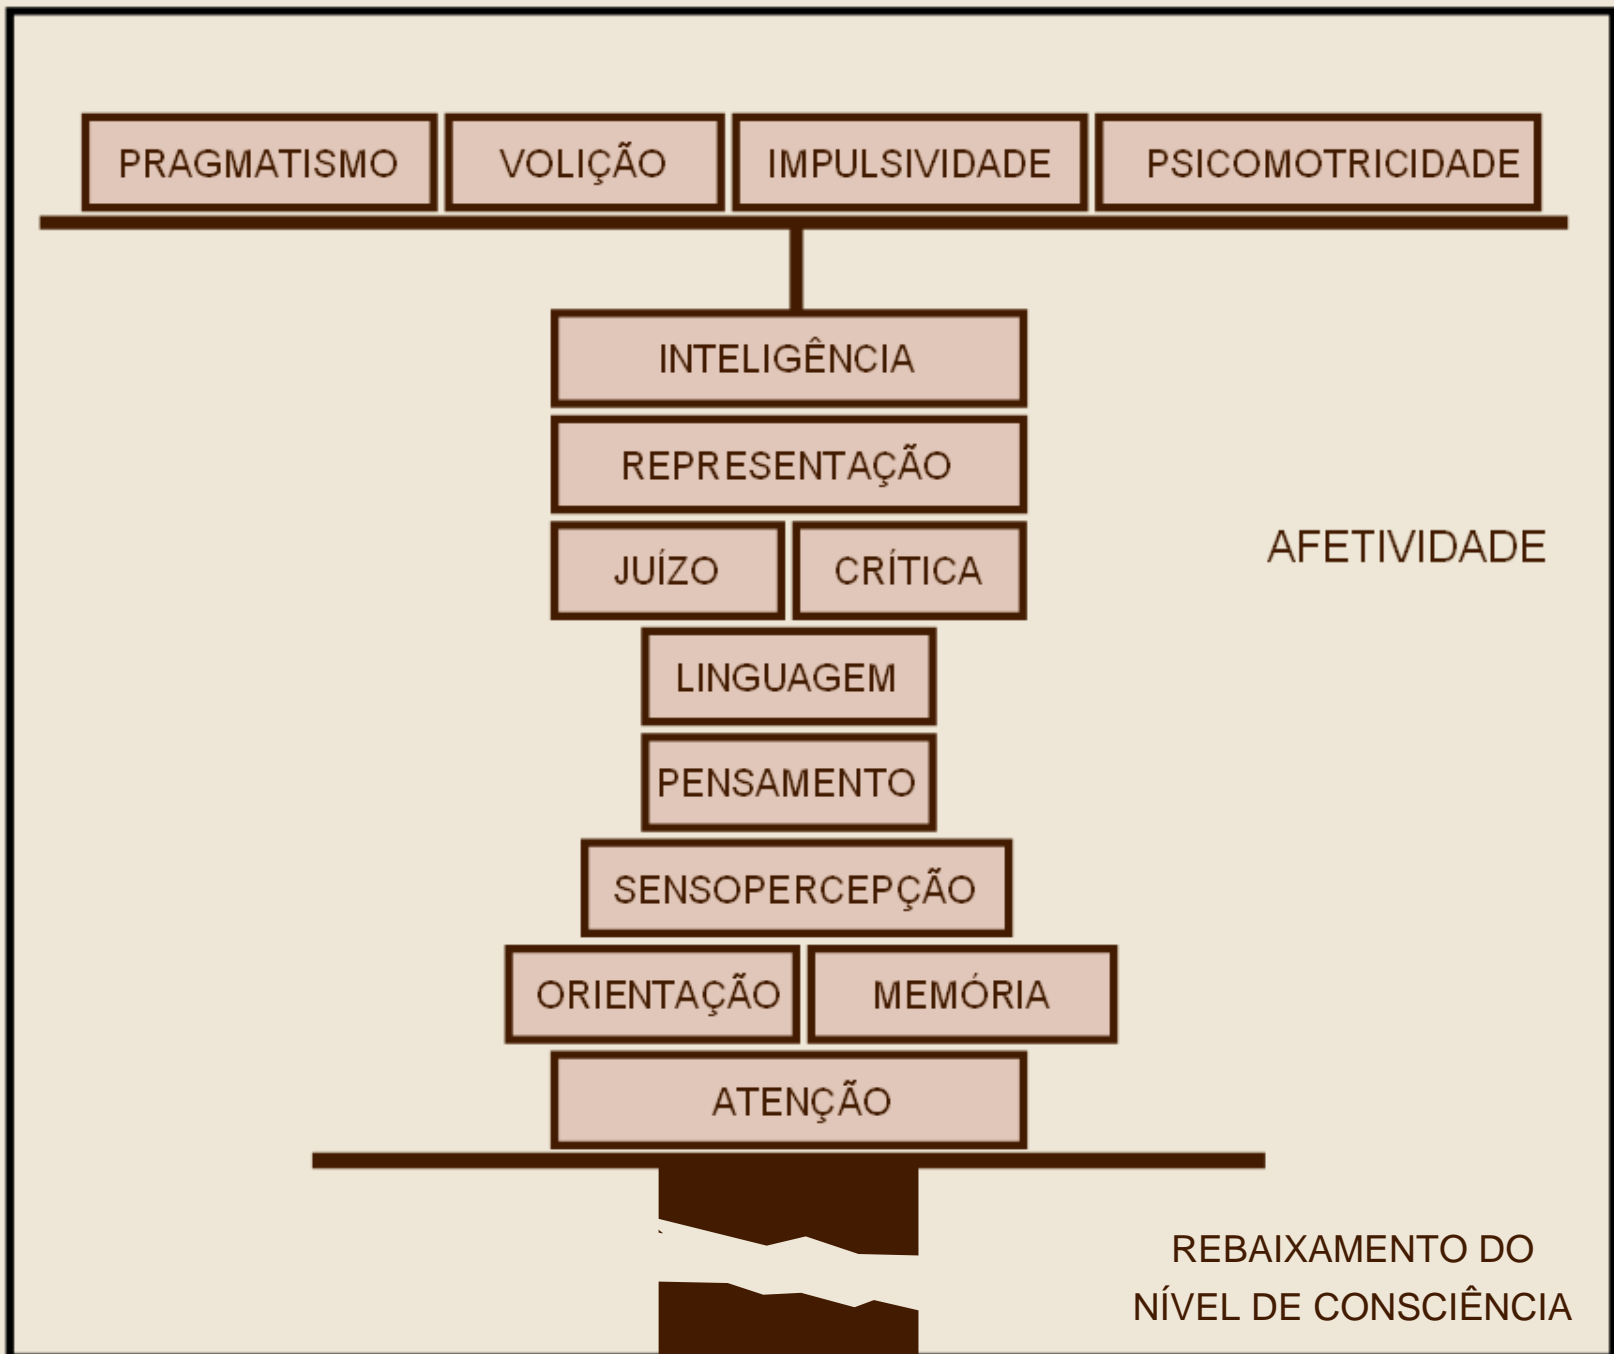 PRAGMATISMO VOLIÇÃO IMPULSIVIDADE PSICOMOTRICIDADE
INTELIGÊNCIA
REPRESENTAÇÃO
JUÍZO CRÍTICA
AFETIVIDADE
LINGUAGEM
PENSAMENTO
SENSOPERCEPÇÃO
ORIENTAÇÃO MEMÓRIA
ATENÇÃO
REBAIXAMENTO DO
NÍVEL DE CONSCIÊNCIA